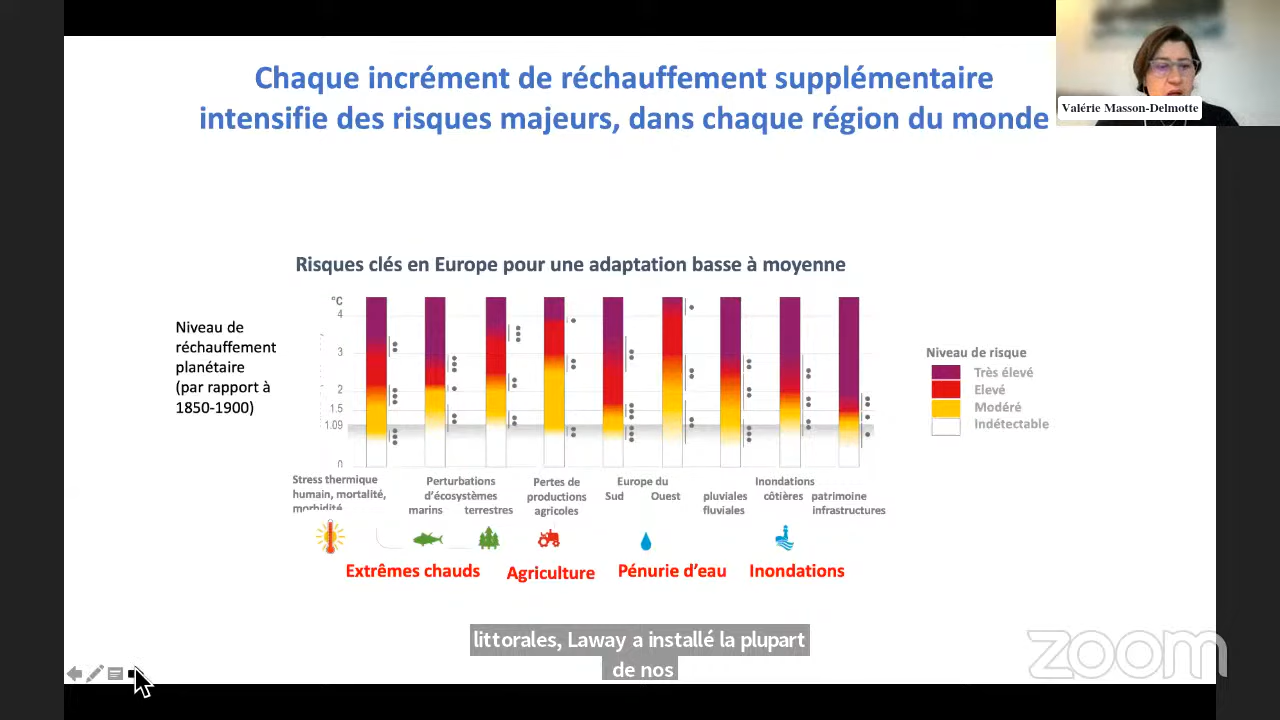 Chaque incrément de réchauffement supplémentaire
intensifie des risques majeurs, dans chaque région du monde
Valérie Masson-Delmotte
Risques clés en Europe pour une adaptation basse à moyenne
Niveau de
réchauffement
planétaire
(par rapport à
1850-1900)
°C
4
3
2
1.5
1.09
0
Niveau de risque
Très élevé
Elevé
Modéré
Indétectable
Stress thermique
humain, mortalité,
morbidité
Perturbations
d'écosystèmes
marins terrestres
Pertes de
productions
agricoles
Europe du
Sud Ouest
Inondations
pluviales côtières patrimoine
fluviales infrastructures
Extrêmes chauds
Agriculture
Pénurie d'eau
Inondations
littorales, Laway a installé la plupart
de nos
zoom